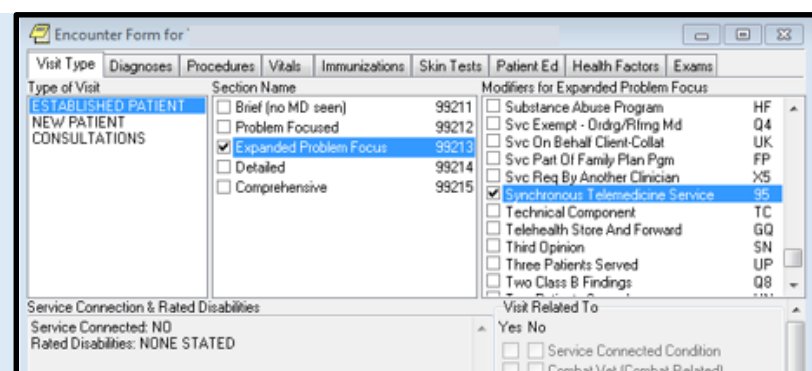 Encounter Form for
Visit Type Diagnoses Procedures Vitals Immunizations Skin Tests Patient Ed Health Factors Exams
Type of Visit
ESTABLISHED PATIENT
NEW PATIENT
CONSULTATIONS
Section Name
Brief (no MD seen) 99211
Problem Focused 99212
Expanded Problem Focus 99213
Detailed 99214
Comprehensive 99215
Modifiers for Expanded Problem Focus
Substance Abuse Program HF
Svc Exempt - Ordrg/Rfrng Md Q4
Svc On Behalf Client-Collat UK
Svc Part Of Family Plan Pgm FP
Svc Req By Another Clinician X5
Synchronous Telemedicine Service 95
Technical Component TC
Telehealth Store And Forward GQ
Third Opinion SN
Three Patients Served UP
Two Class B Findings Q8
Service Connection & Rated Disabilities
Service Connected: NO
Rated Disabilities: NONE STATED
Visit Related To
Yes No
Service Connected Condition
Combat Vet (Combat Related)